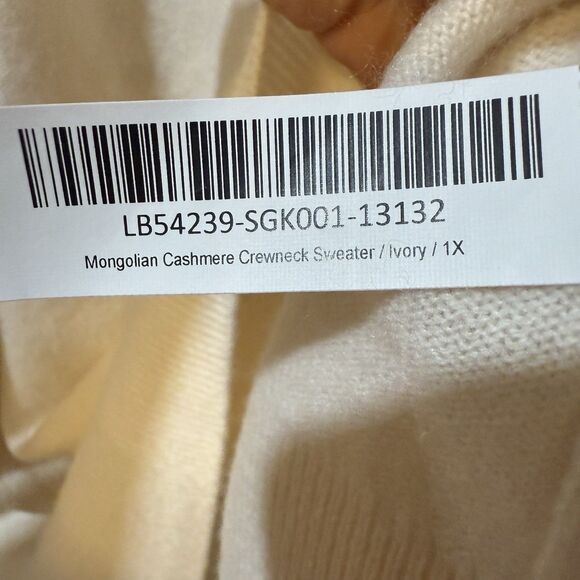 LB54239-SGK001-13132
Mongolian Cashmere Crewneck Sweater / Ivory / 1X